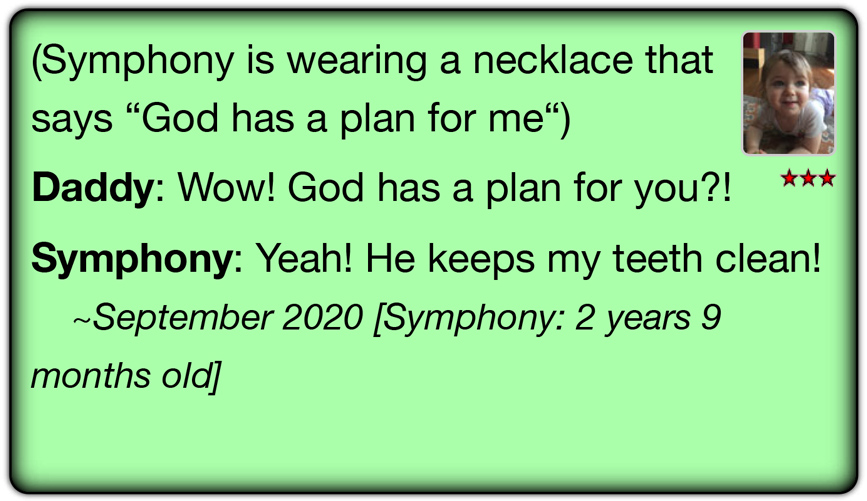 (Symphony is wearing a necklace that
says “God has a plan for me“)
Daddy: Wow! God has a plan for you?!
Symphony: Yeah! He keeps my teeth clean!
~September 2020 [Symphony: 2 years 9
months old]